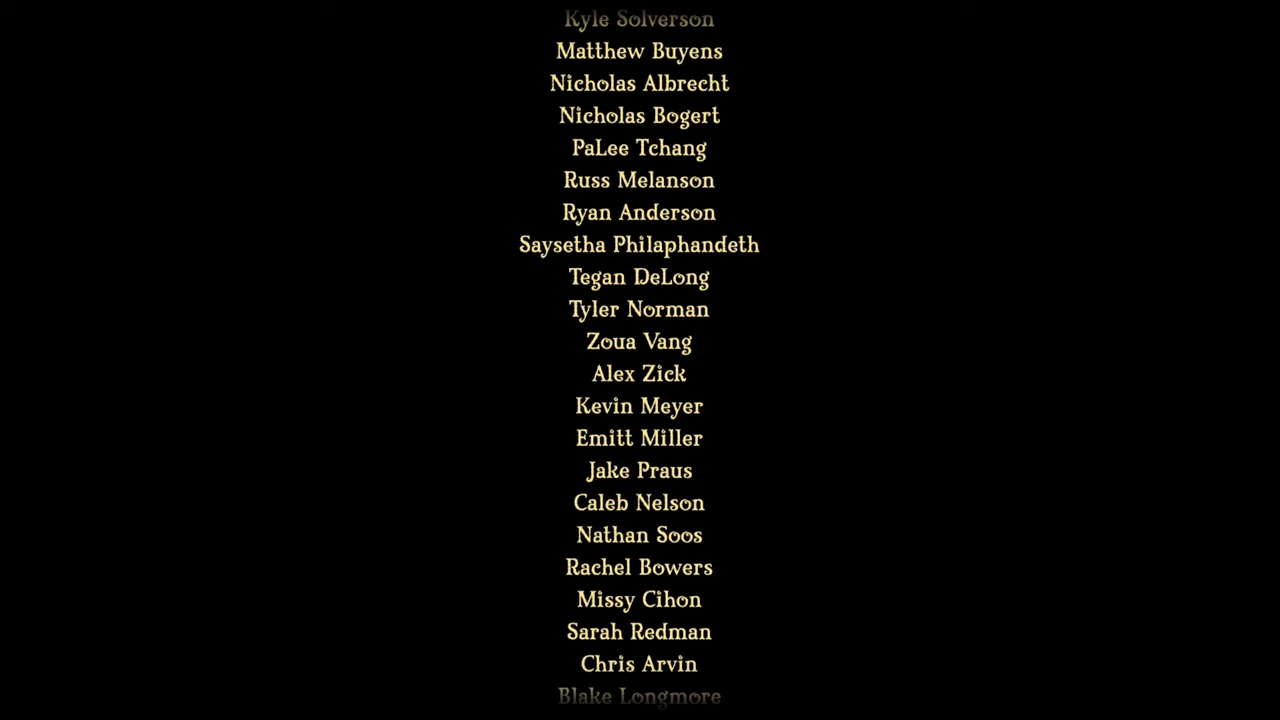 Kyle Solverson
Matthew Buyens
Nicholas Albrecht
Nicholas Bogert
PaLee Tchang
Russ Melanson
Ryan Anderson
Saysetha Philaphandeth
Tegan DeLong
Tyler Norman
Zoua Vang
Alex Zick
Kevin Meyer
Emitt Miller
Jake Praus
Caleb Nelson
Nathan Soos
Rachel Bowers
Missy Cihon
Sarah Redman
Chris Arvin
Blake Longmore